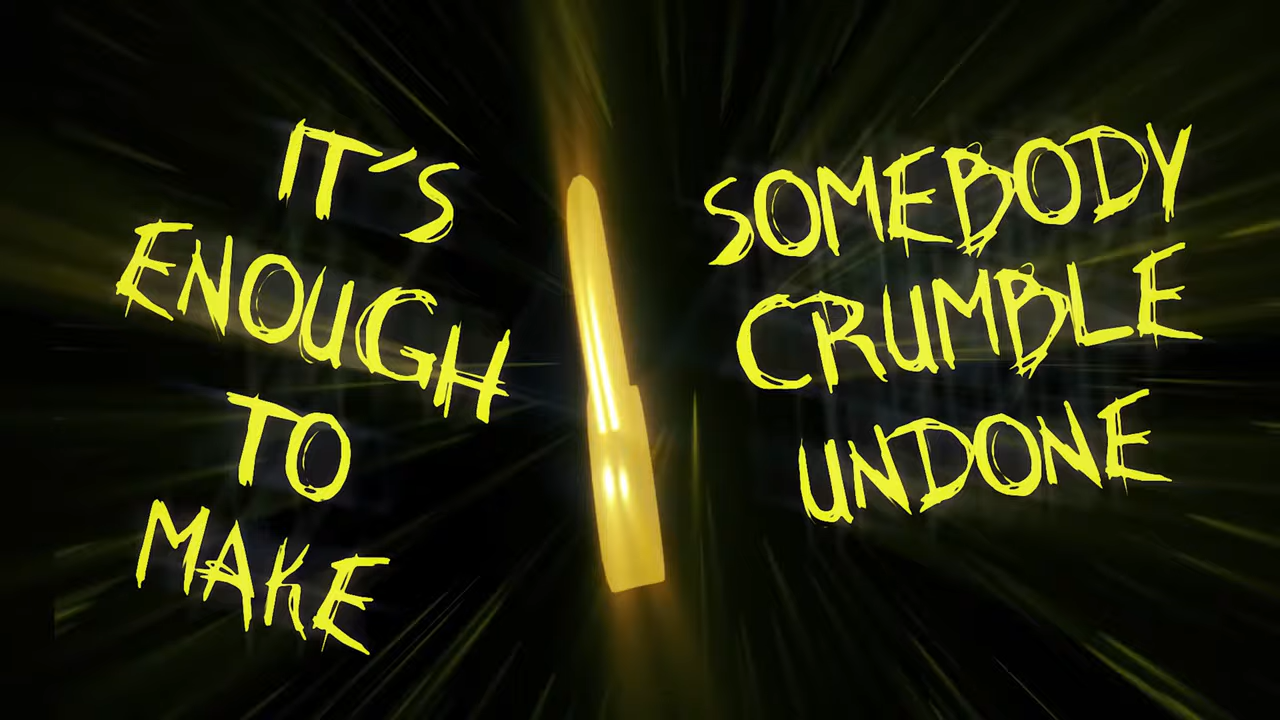 IT'S
ENOUGH
TO
MAKE
SOMEBODY
CRUMBLE
UNDONE